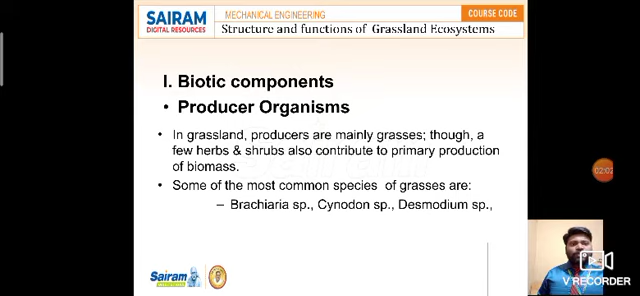 SAIRAM
DIGITAL RESOURCES
MECHANICAL ENGINEERING
COURSE CODE
Structure and functions of Grassland Ecosystems
I. Biotic components
• Producer Organisms
• In grassland, producers are mainly grasses; though, a
few herbs & shrubs also contribute to primary production
of biomass.
• Some of the most common species of grasses are:
– Brachiaria sp., Cynodon sp., Desmodium sp.,
02:02
Sairam
V RECORDER